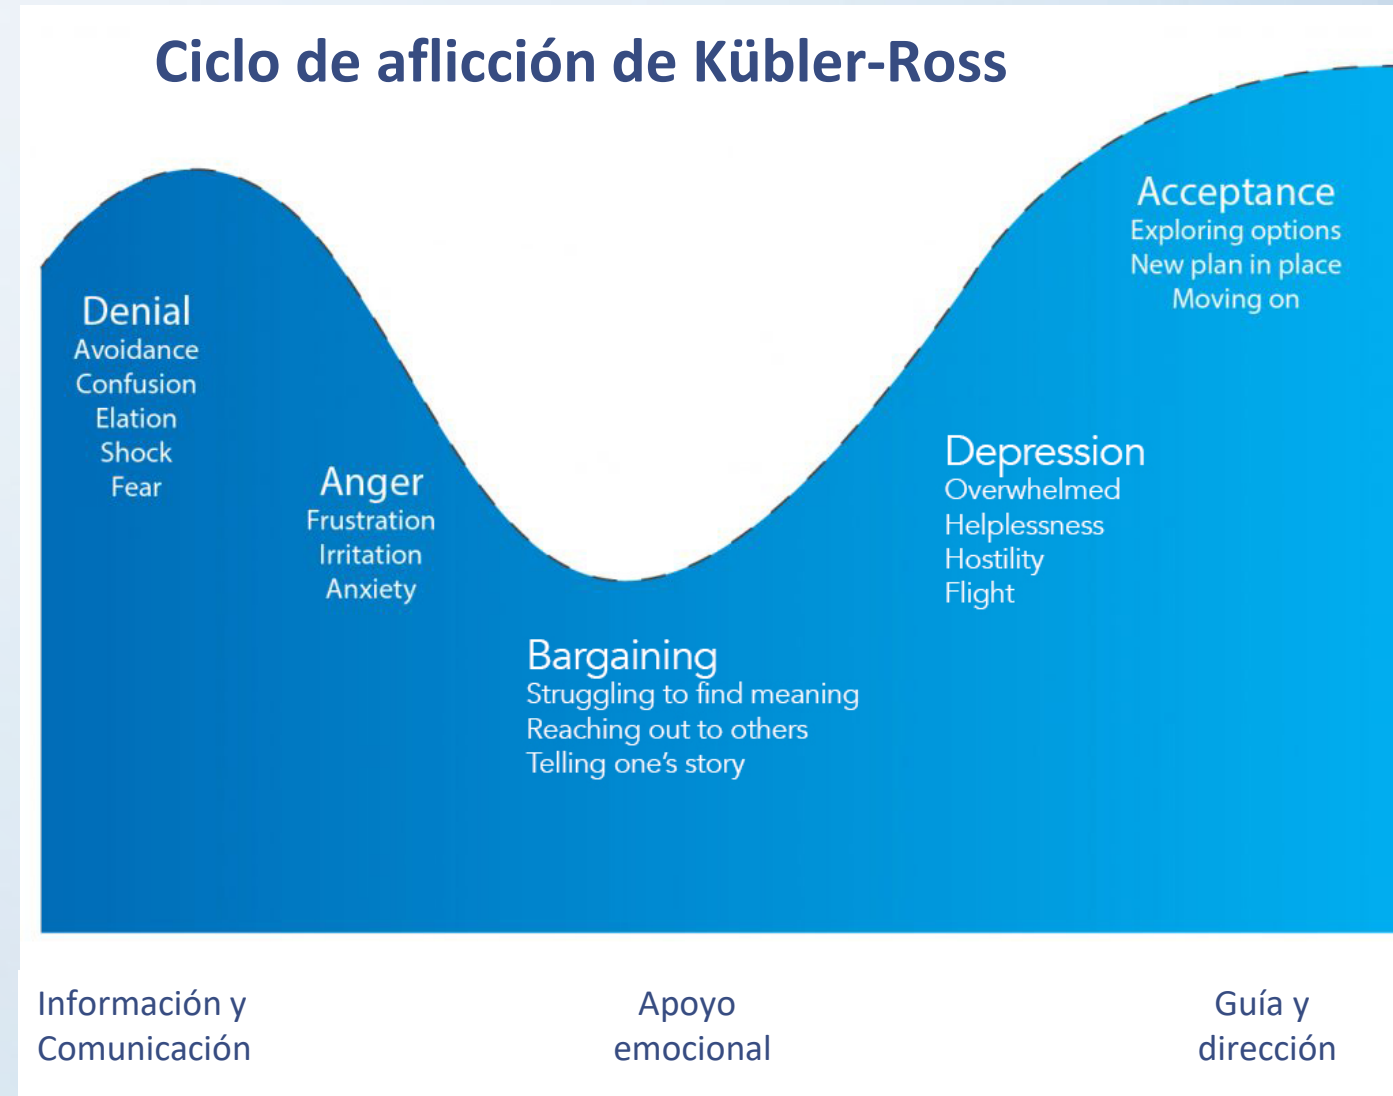 Ciclo de aflicción de Kübler-Ross
Denial
Avoidance
Confusion
Elation
Shock
Fear
Anger
Frustration
Irritation
Anxiety
Bargaining
Struggling to find meaning
Reaching out to others
Telling one's story
Depression
Overwhelmed
Helplessness
Hostility
Flight
Acceptance
Exploring options
New plan in place
Moving on
Información y
Comunicación
Apoyo
emocional
Guía y
dirección